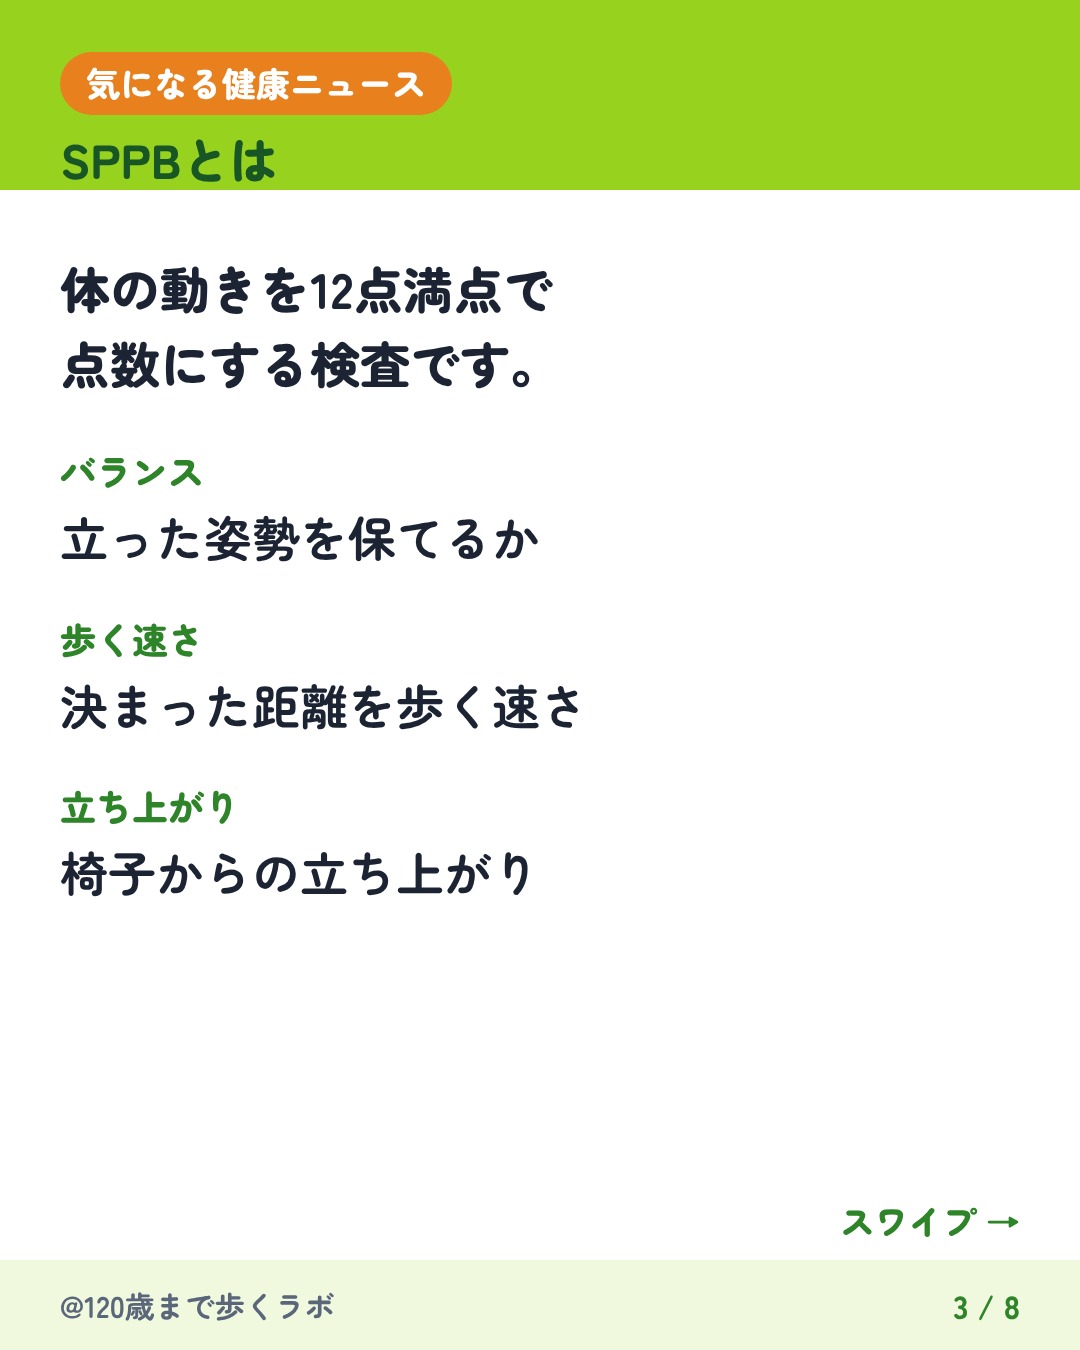 気になる健康ニュース
SPPBとは
体の動きを12点満点で
点数にする検査です。
バランス
立った姿勢を保てるか
歩く速さ
決まった距離を歩く速さ
立ち上がり
椅子からの立ち上がり
スワイプ →
@120歳まで歩くラボ
3 / 8